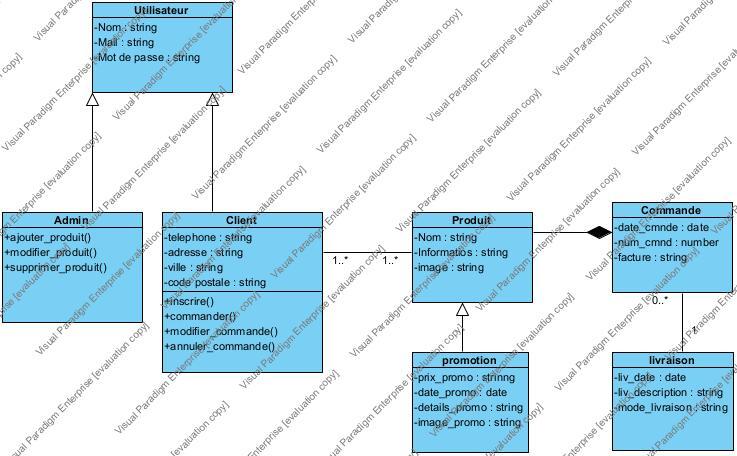 Utilisateur
-Nom : string
-Mail : string
-Mot de passe : string
Admin
+ajouter_produit()
+modifier_produit()
+supprimer_produit()
Client
-telephone : string
-adresse : string
-ville : string
-code postale : string
+inscrire()
+commander()
+modifier_commande()
+annuler_commande()
1..*
1..*
Produit
-Nom : string
-Informatios : string
-image : string
Commande
-date_cmnde : date
-num_cmnd : number
-facture : string
0..*
1
promotion
-prix_promo : strinng
-date_promo : date
-details_promo : string
-image_promo : string
livraison
-liv_date : date
-liv_description : string
-mode_livraison : string
Visual Paradigm Enterprise [evaluation copy]